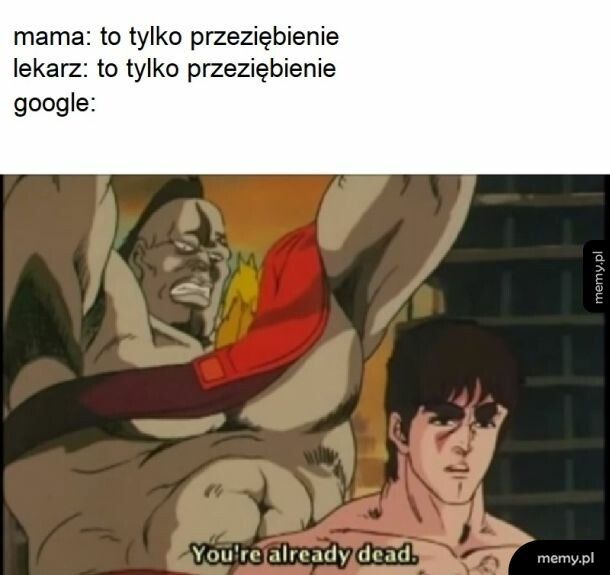 mama: to tylko przeziębienie
lekarz: to tylko przeziębienie
google:
memy.pl
You're already dead.
memy.pl